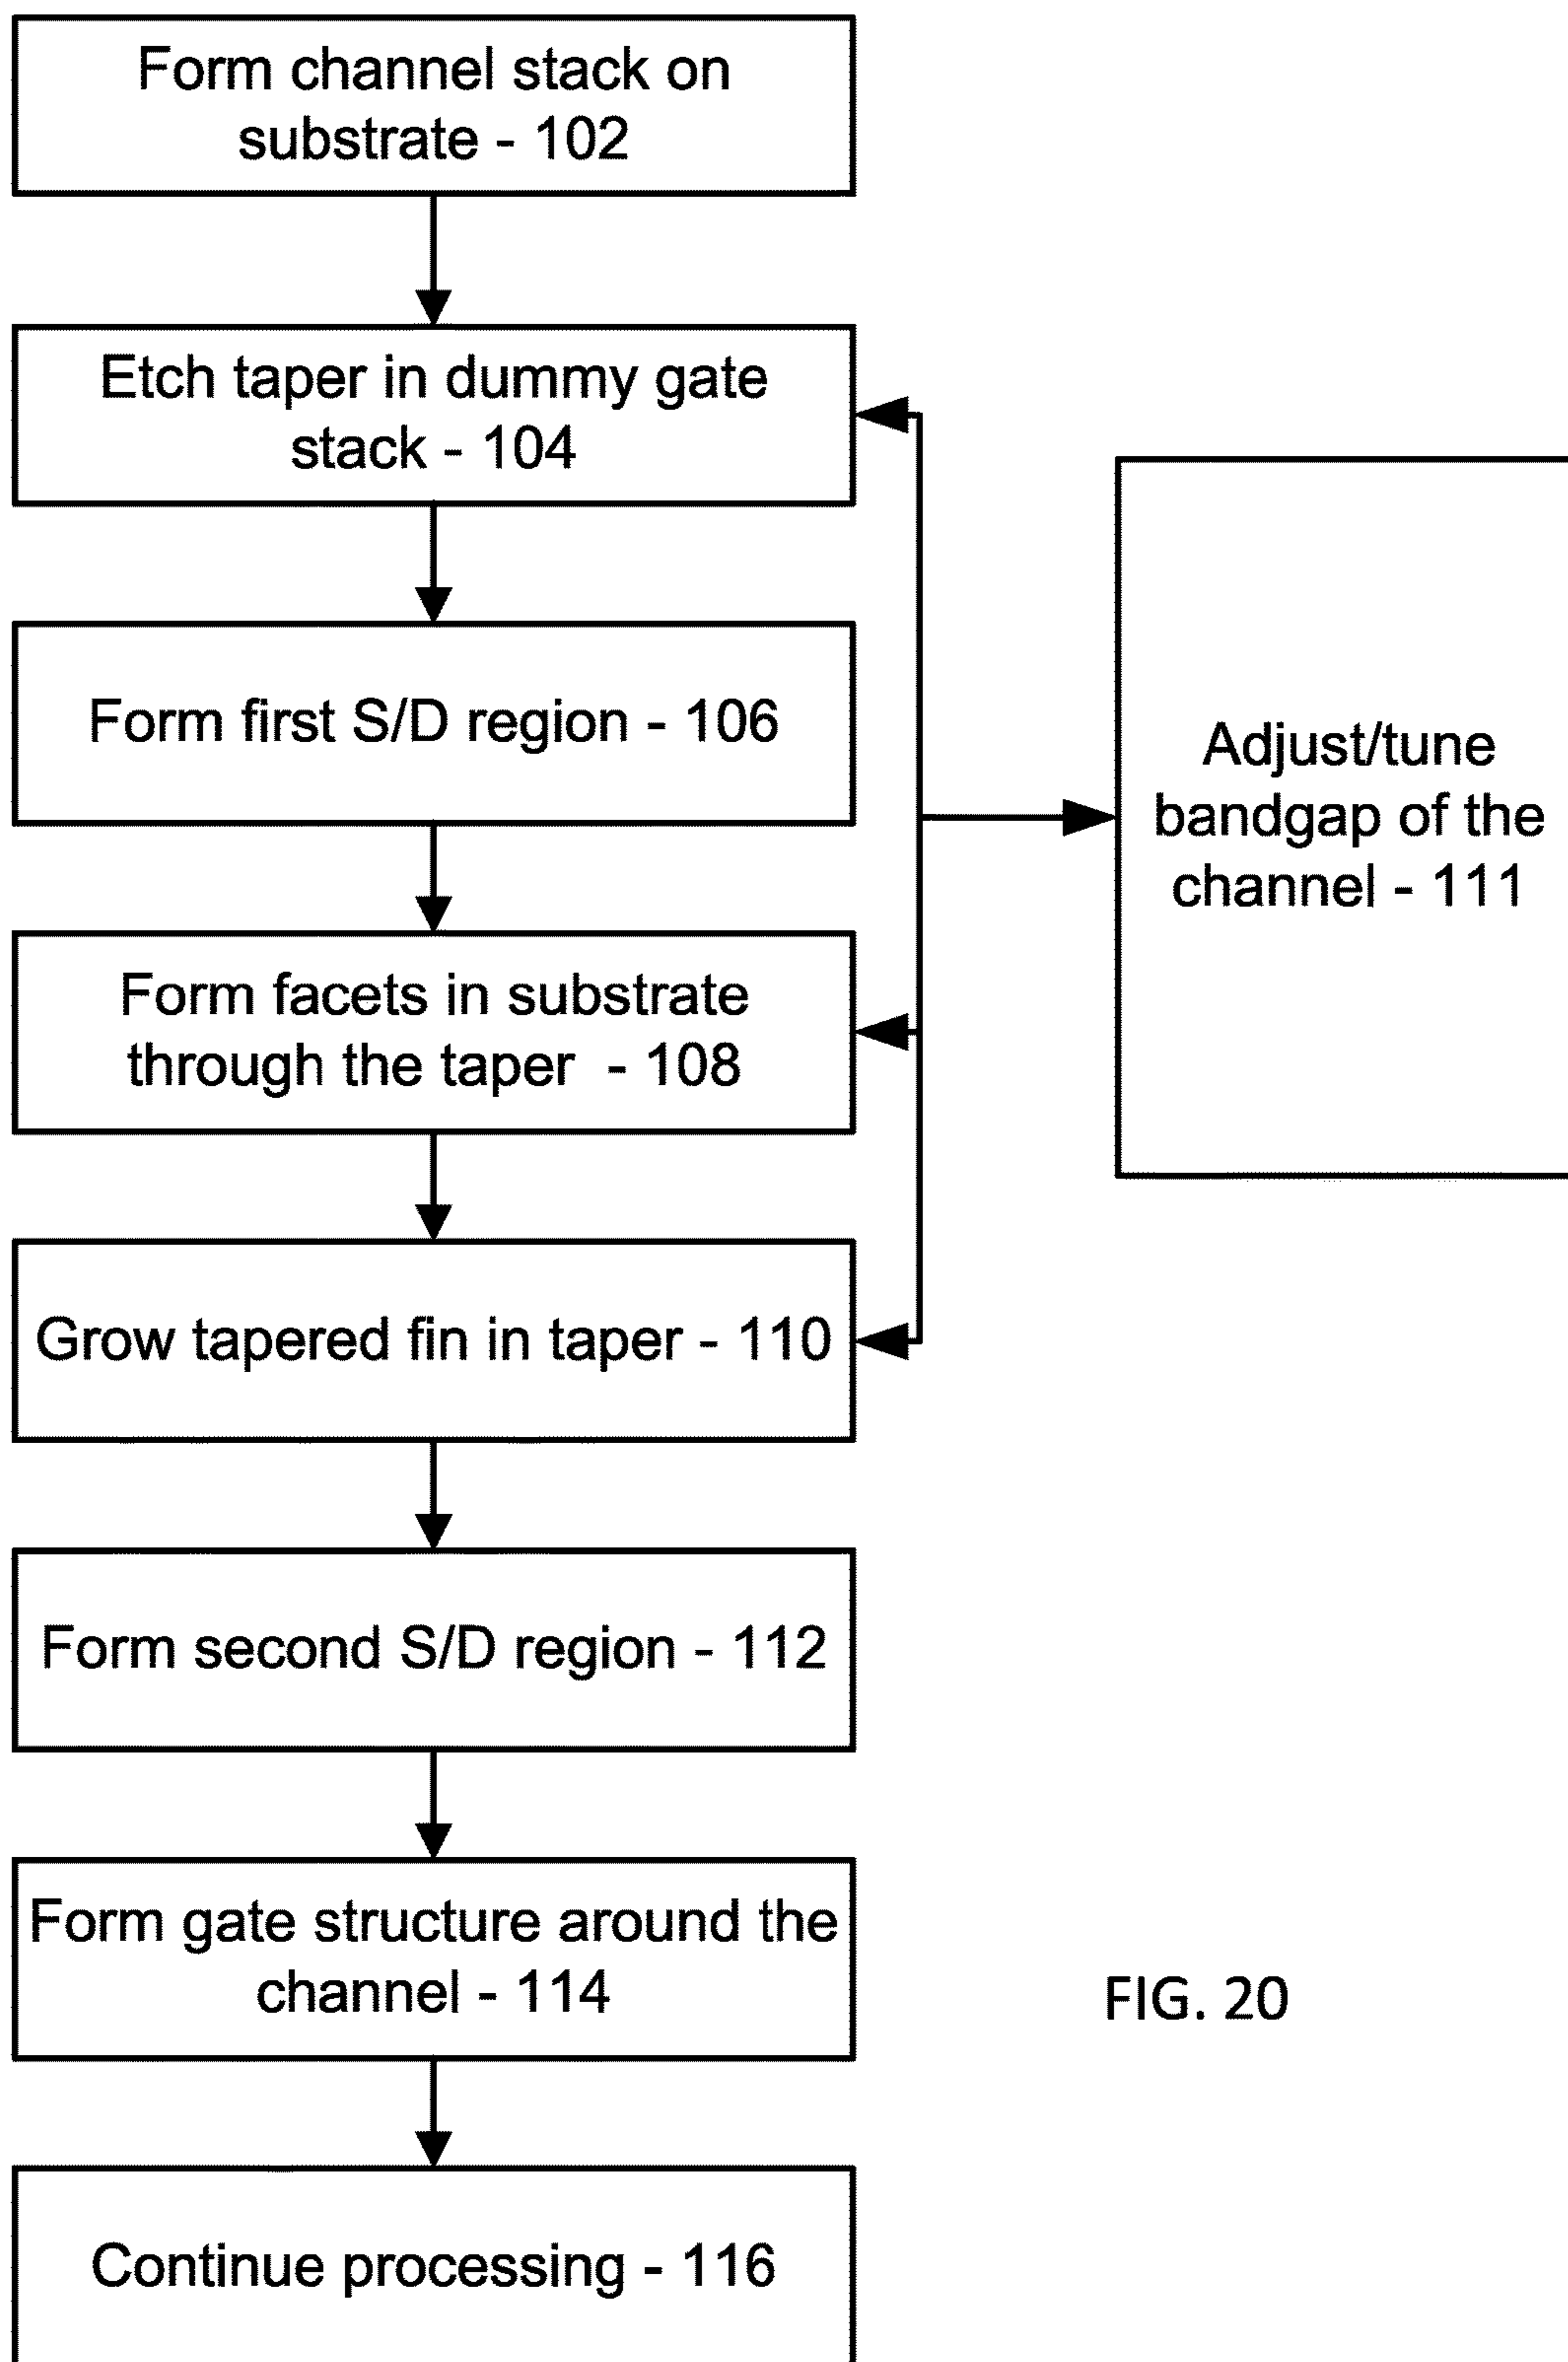 Form channel stack on
substrate - 102
Etch taper in dummy gate
stack - 104
Form first S/D region - 106
Form facets in substrate
through the taper - 108
Adjust/tune
bandgap of the
channel - 111
Grow tapered fin in taper - 110
Form second S/D region - 112
Form gate structure around the
channel - 114
Continue processing - 116
FIG. 20